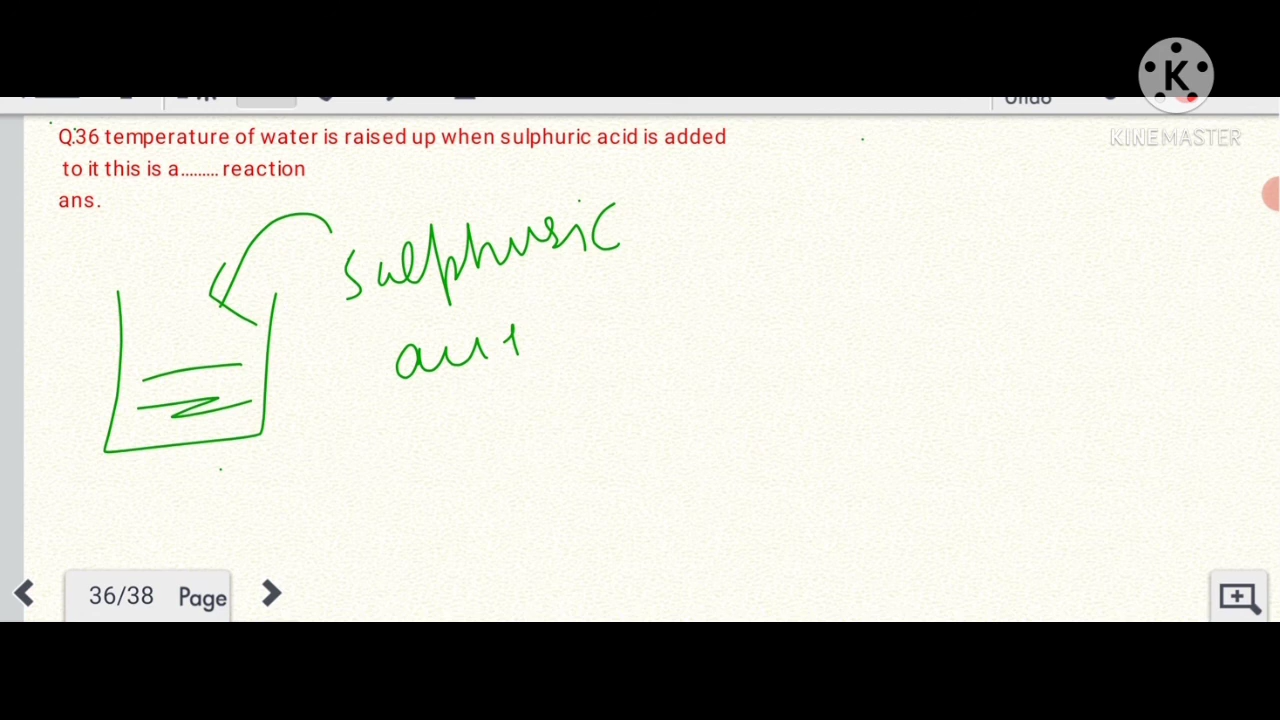 K
KINEMASTER
Undo
Q.36 temperature of water is raised up when sulphuric acid is added
to it this is a......... reaction
ans.
sulphuric
36/38 Page